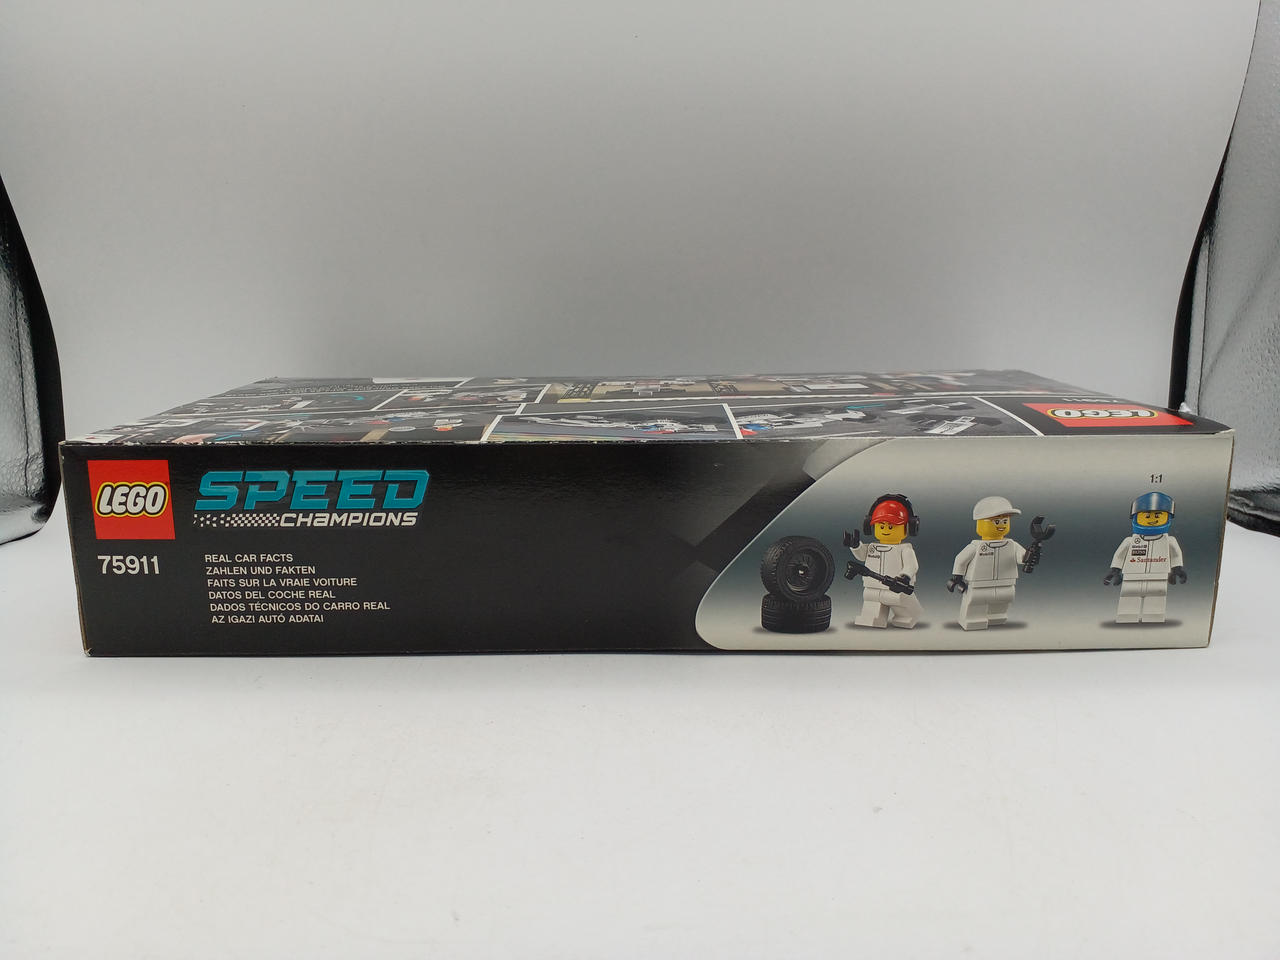 LEGO
75911
LEGO
SPEED
CHAMPIONS
75911
REAL CAR FACTS
ZAHLEN UND FAKTEN
FAITS SUR LA VRAIE VOITURE
DATOS DEL COCHE REAL
DADOS TÉCNICOS DO CARRO REAL
AZ IGAZI AUTÓ ADATAI
1:1
Santander